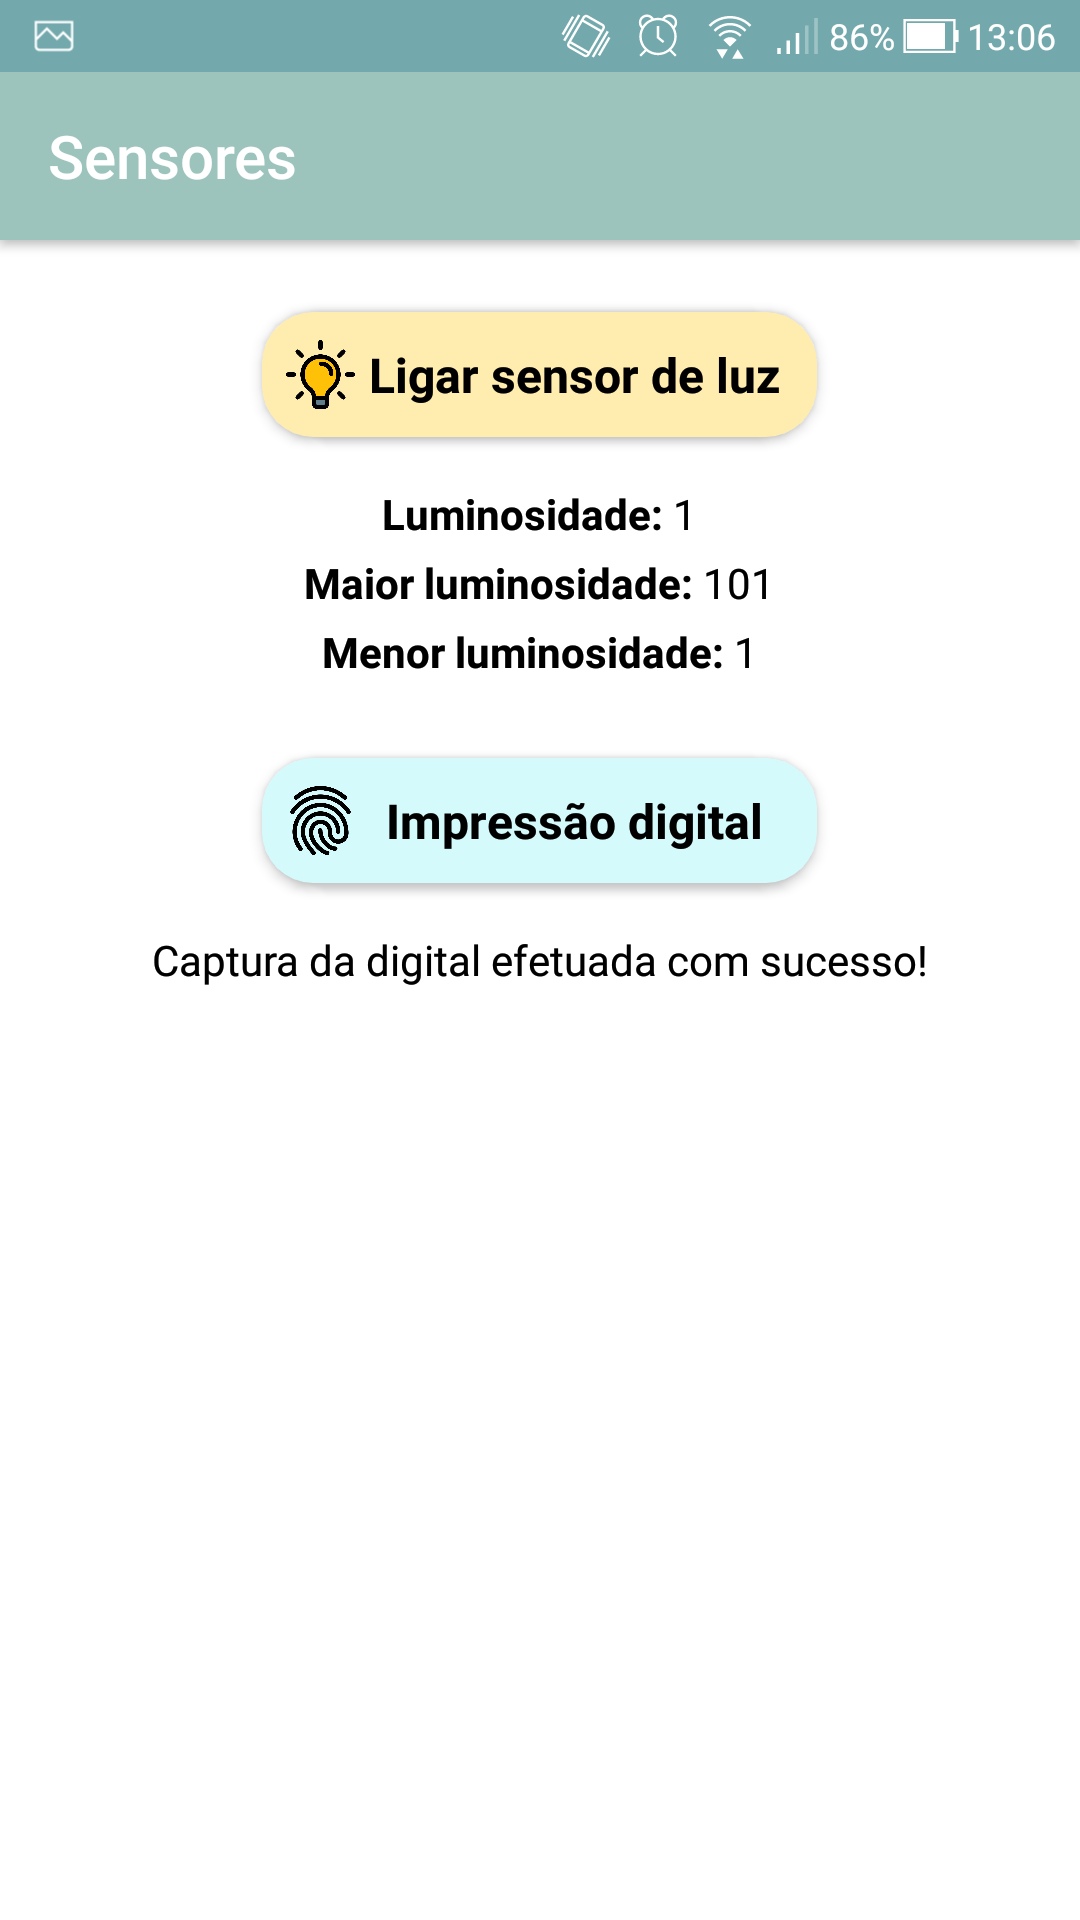 86% 13:06
Sensores
Ligar sensor de luz
Luminosidade: 1
Maior luminosidade: 101
Menor luminosidade: 1
Impressão digital
Captura da digital efetuada com sucesso!